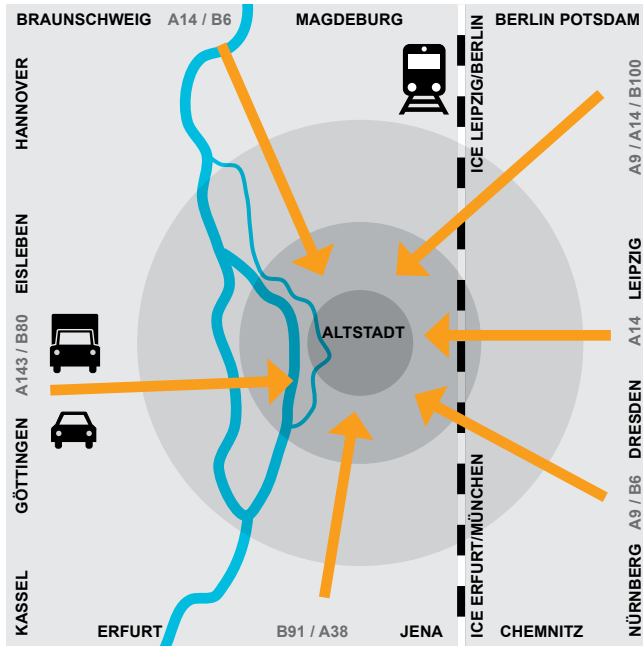 BRAUNSCHWEIG A14 / B6 MAGDEBURG BERLIN POTSDAM
HANNOVER
ICE LEIPZIG/BERLIN
A9 / A14 / B100
EISLEBEN
LEIPZIG
ALTSTADT
A143 / B80
A14
GÖTTINGEN
DRESDEN
A9 / B6
KASSEL
ICE ERFURT/MÜNCHEN
NÜRNBERG
ERFURT B91 / A38 JENA CHEMNITZ